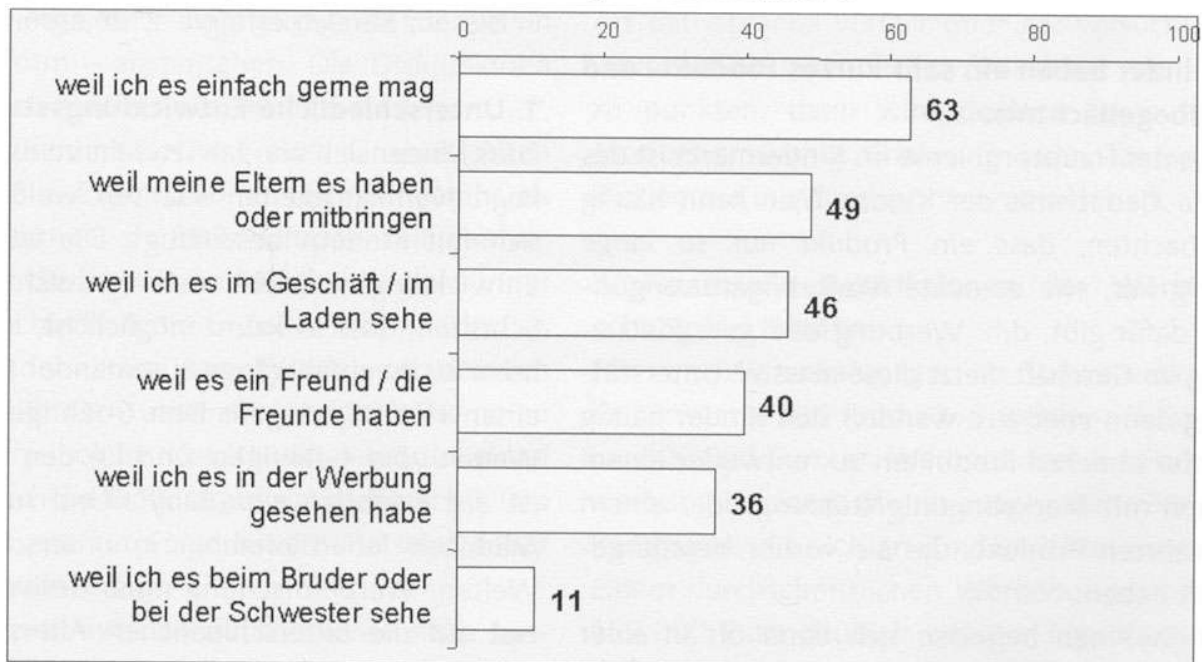 20 40 60 80 100
weil ich es einfach gerne mag
63
weil meine Eltern es haben
oder mitbringen
49
weil ich es im Geschäft / im
Laden sehe
46
weil es ein Freund / die
Freunde haben
40
weil ich es in der Werbung
gesehen habe
36
weil ich es beim Bruder oder
bei der Schwester sehe
11